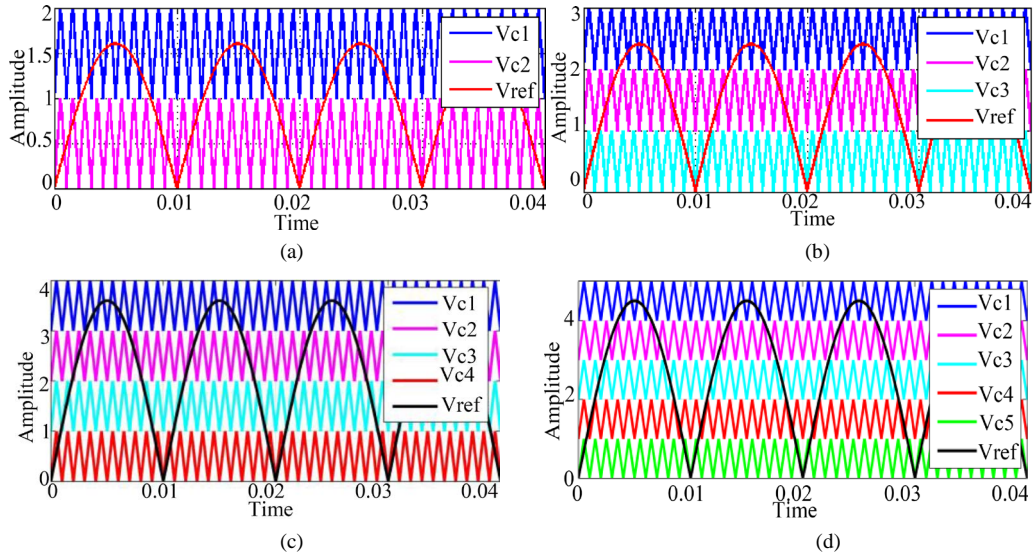 2
1.5
1
0.5
0
Amplitude
Vc1
Vc2
Vref
0
0.01
0.02
0.03
0.04
Time
(a)
3
2
1
0
Amplitude
Vc1
Vc2
Vc3
Vref
0
0.01
0.02
0.03
0.04
Time
(b)
4
3
2
1
0
Amplitude
Vc1
Vc2
Vc3
Vc4
Vref
0
0.01
0.02
0.03
0.04
Time
(c)
4
2
0
Amplitude
Vc1
Vc2
Vc3
Vc4
Vc5
Vref
0
0.01
0.02
0.03
0.04
Time
(d)